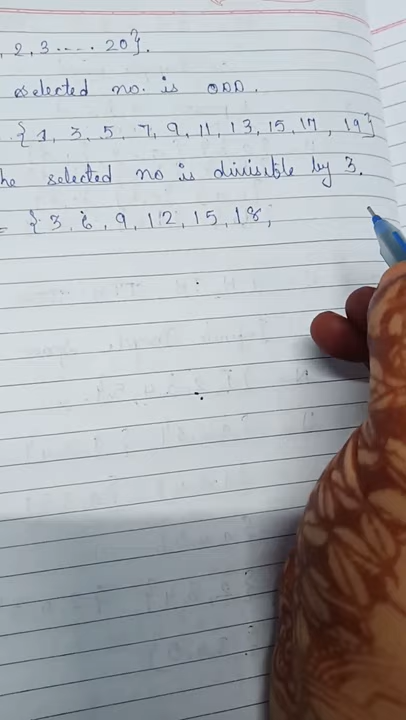 , 2, 3 .... 20}.
selected no. is ODD.
{1, 3, 5, 7, 9, 11, 13, 15, 17, 19}
he selected no is divisible by 3.
= {3, 6, 9, 12, 15, 18,